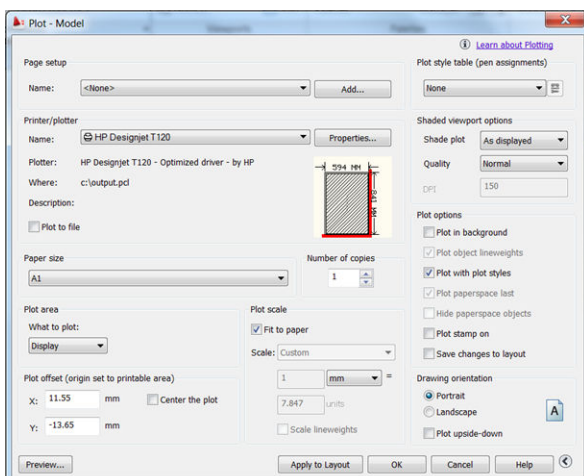 Plot - Model
Learn about Plotting
Page setup
Name: <None> Add...
Plot style table (pen assignments)
None
Printer/plotter
Name: HP Designjet T120 Properties...
Plotter: HP Designjet T120 - Optimized driver - by HP
Where: c:\output.pcl
Description:
Plot to file
594 MM
841 MM
Shaded viewport options
Shade plot As displayed
Quality Normal
DPI 150
Paper size
A1
Number of copies
1
Plot options
Plot in background
Plot object lineweights
Plot with plot styles
Plot paperspace last
Hide paperspace objects
Plot stamp on
Save changes to layout
Plot area
What to plot:
Display
Plot scale
Fit to paper
Scale: Custom
1 mm =
7.847 units
Scale lineweights
Plot offset (origin set to printable area)
X: 11.55 mm Center the plot
Y: -13.65 mm
Drawing orientation
Portrait
Landscape
Plot upside-down
A
Preview... Apply to Layout OK Cancel Help